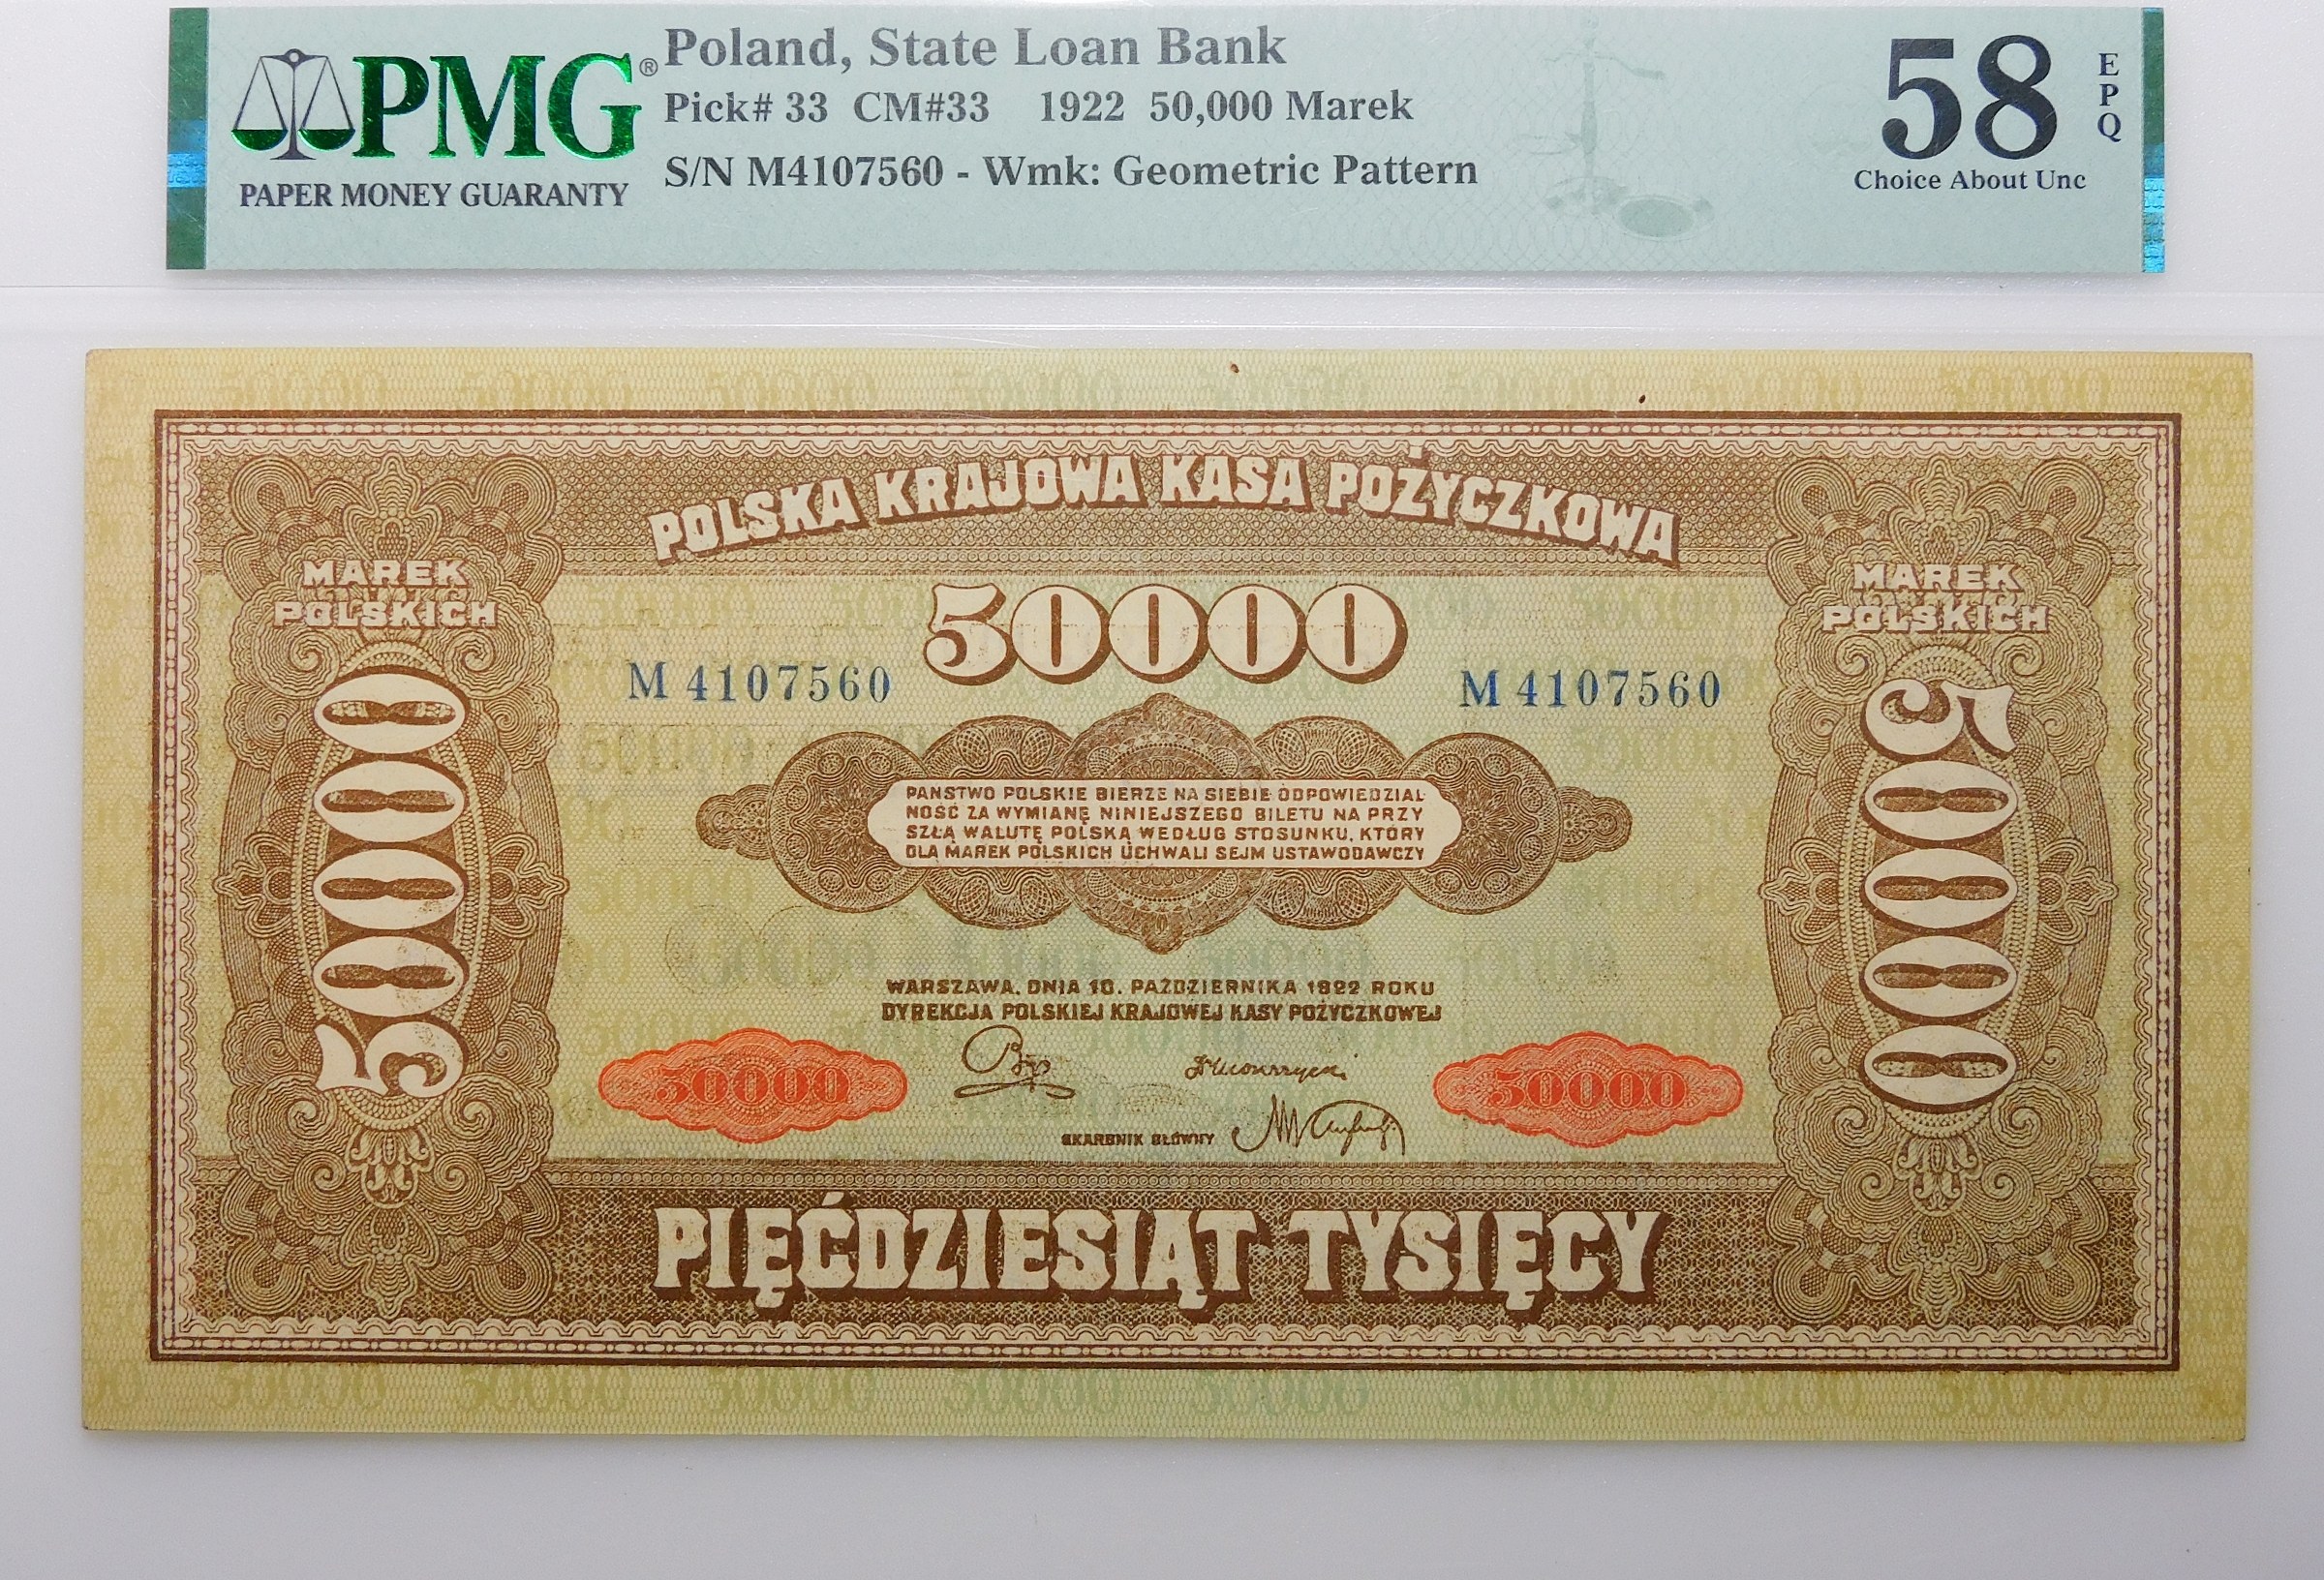 PMG®
PAPER MONEY GUARANTY
Poland, State Loan Bank
Pick# 33 CM#33 1922 50,000 Marek
S/N M4107560 - Wmk: Geometric Pattern
58
EPQ
Choice About Unc
POLSKA KRAJOWA KASA POŻYCZKOWA
MAREK
POLSKICH
50000
MAREK
POLSKICH
50000
50000
M 4107560
M 4107560
PAŃSTWO POLSKIE BIERZE NA SIEBIE ODPOWIEDZIAL
NOŚĆ ZA WYMIANĘ NINIEJSZEGO BILETU NA PRZY
SZŁĄ WALUTĘ POLSKĄ WEDŁUG STOSUNKU, KTÓRY
DLA MAREK POLSKICH UCHWALI SEJM USTAWODAWCZY
WARSZAWA, DNIA 10. PAŹDZIERNIKA 1922 ROKU
DYREKCJA POLSKIEJ KRAJOWEJ KASY POŻYCZKOWEJ
50000
50000
SKARBNIK GŁÓWNY
PIĘĆDZIESIĄT TYSIĘCY